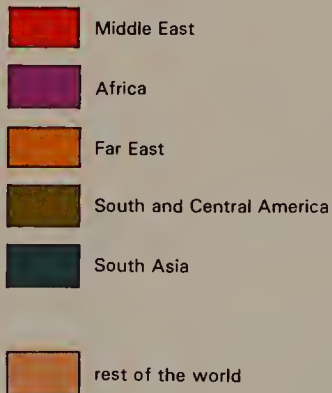 Middle East
Africa
Far East
South and Central America
South Asia
rest of the world